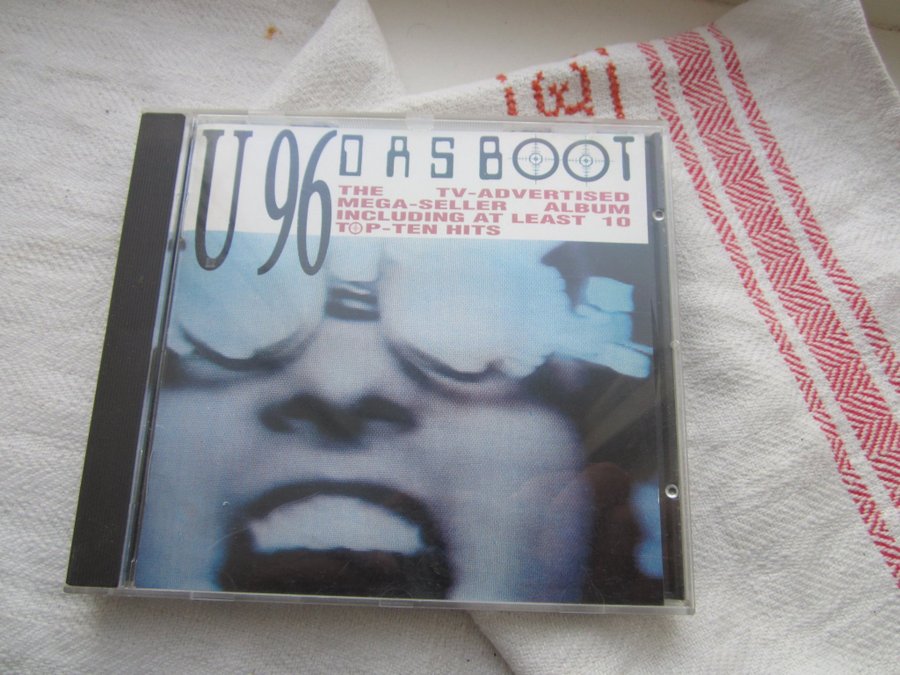 U 96 DAS BOOT
THE TV-ADVERTISED
MEGA-SELLER ALBUM
INCLUDING AT LEAST 10
TOP-TEN HITS